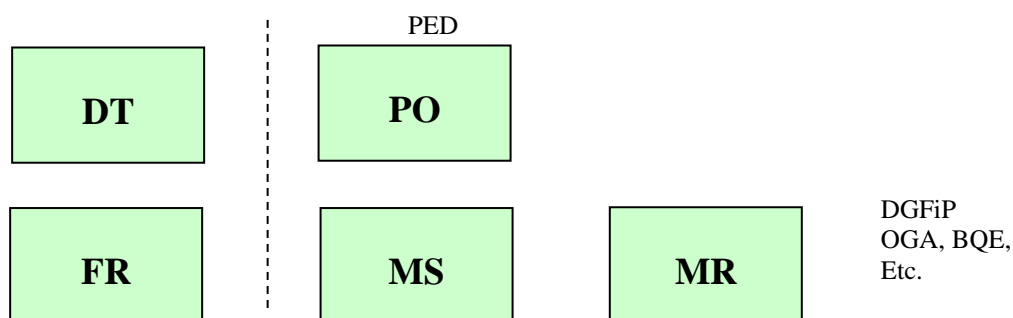 PED
DT
PO
FR
MS
MR
DGFiP
OGA, BQE,
Etc.